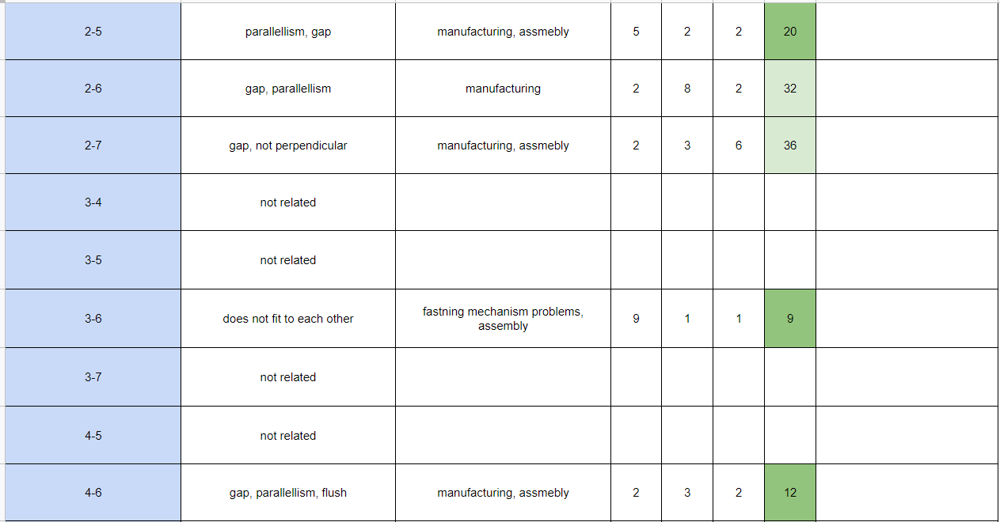 2-5 parallellism, gap manufacturing, assmebly 5 2 2 20
2-6 gap, parallellism manufacturing 2 8 2 32
2-7 gap, not perpendicular manufacturing, assmebly 2 3 6 36
3-4 not related
3-5 not related
3-6 does not fit to each other fastning mechanism problems,
assembly 9 1 1 9
3-7 not related
4-5 not related
4-6 gap, parallellism, flush manufacturing, assmebly 2 3 2 12